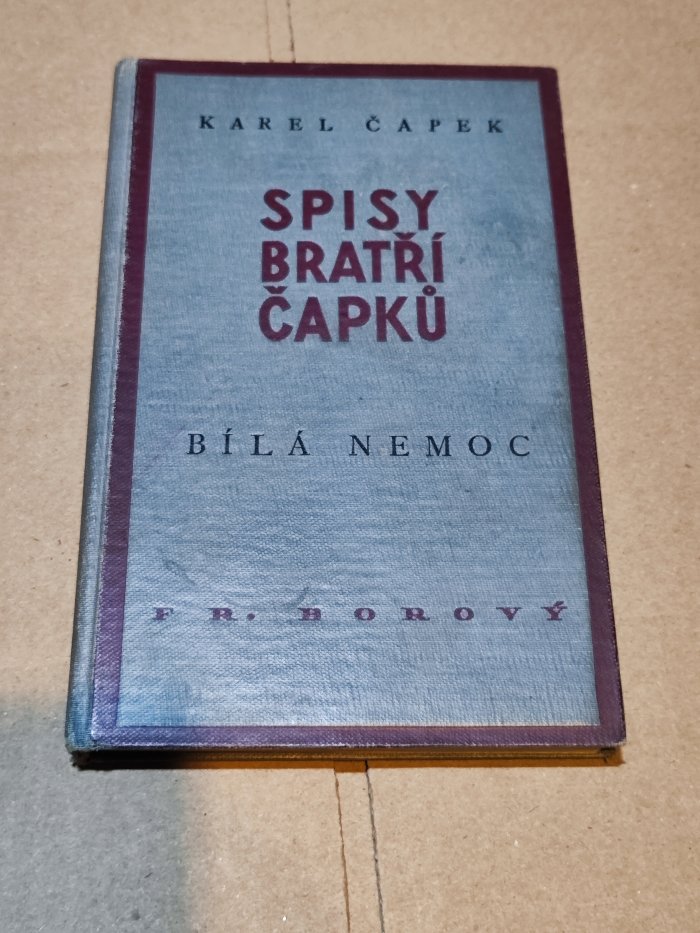 KAREL ČAPEK
SPISY
BRATŘÍ
ČAPKŮ
BÍLÁ NEMOC
FR. BOROVÝ